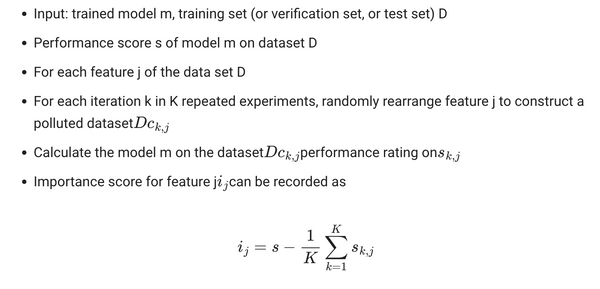 • Input: trained model m, training set (or verification set, or test set) D
• Performance score s of model m on dataset D
• For each feature j of the data set D
• For each iteration k in K repeated experiments, randomly rearrange feature j to construct a
polluted dataset$Dc_{k,j}$
• Calculate the model m on the dataset$Dc_{k,j}$performance rating on$s_{k,j}$
• Importance score for feature j$i_j$can be recorded as
$i_j = s - \frac{1}{K} \sum_{k=1}^{K} s_{k,j}$